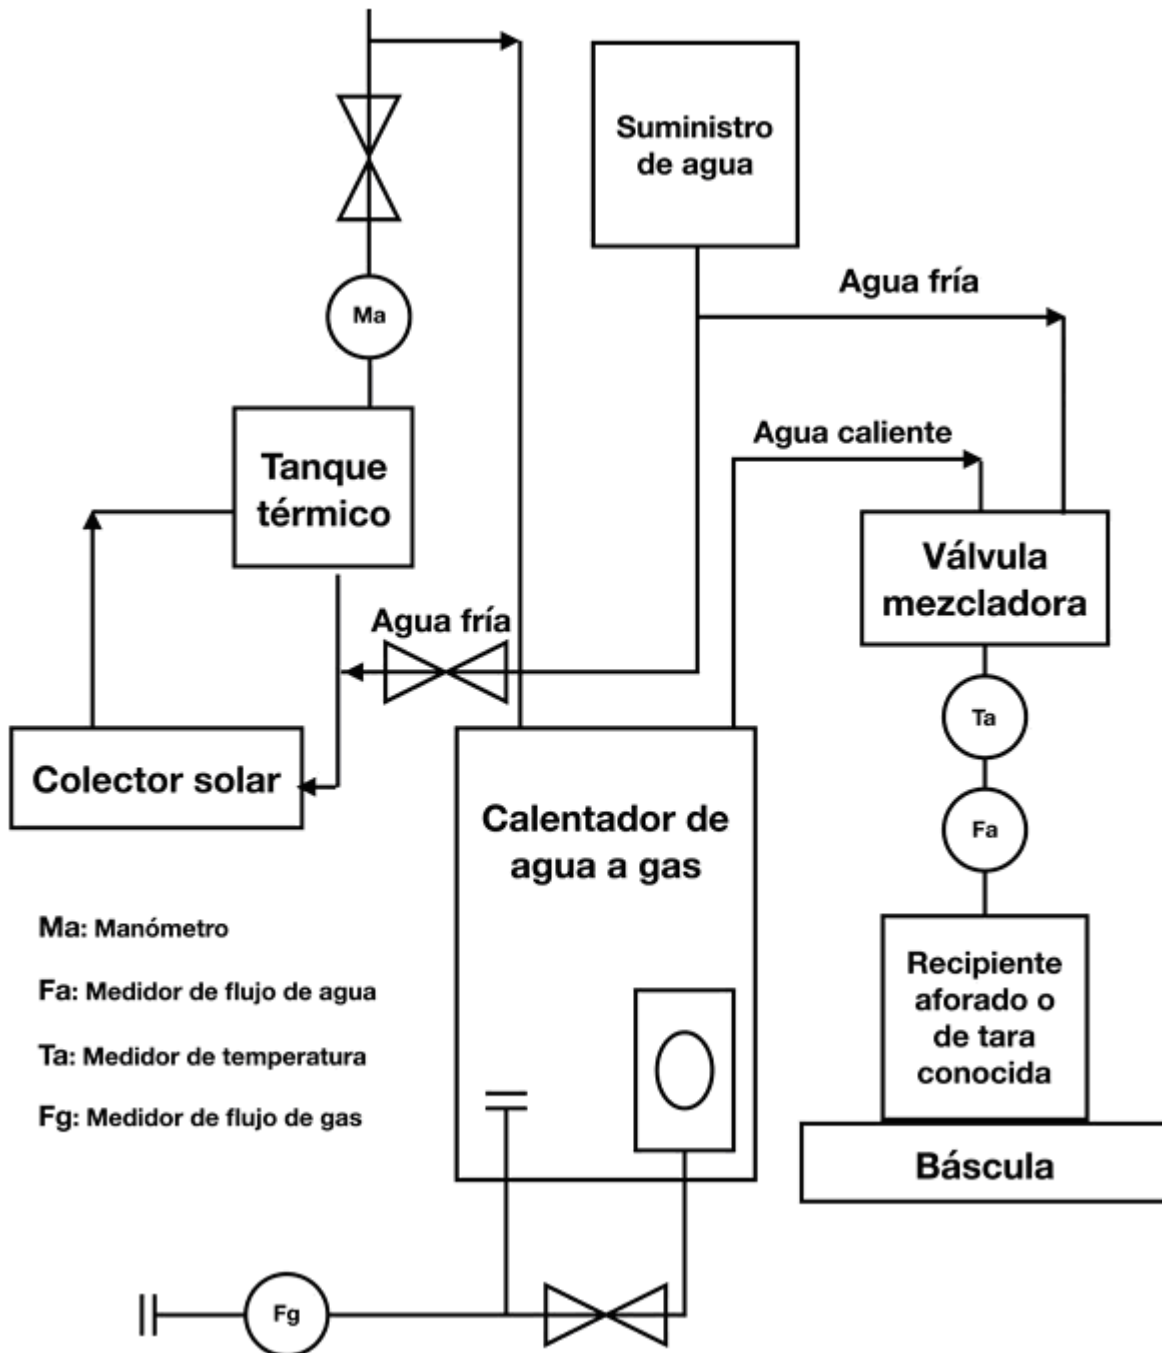 Suministro
de agua
Agua fría
Ma
Agua caliente
Tanque
térmico
Válvula
mezcladora
Agua fría
Ta
Colector solar
Calentador de
agua a gas
Fa
Ma: Manómetro
Fa: Medidor de flujo de agua
Ta: Medidor de temperatura
Fg: Medidor de flujo de gas
Recipiente
aforado o
de tara
conocida
Báscula
Fg